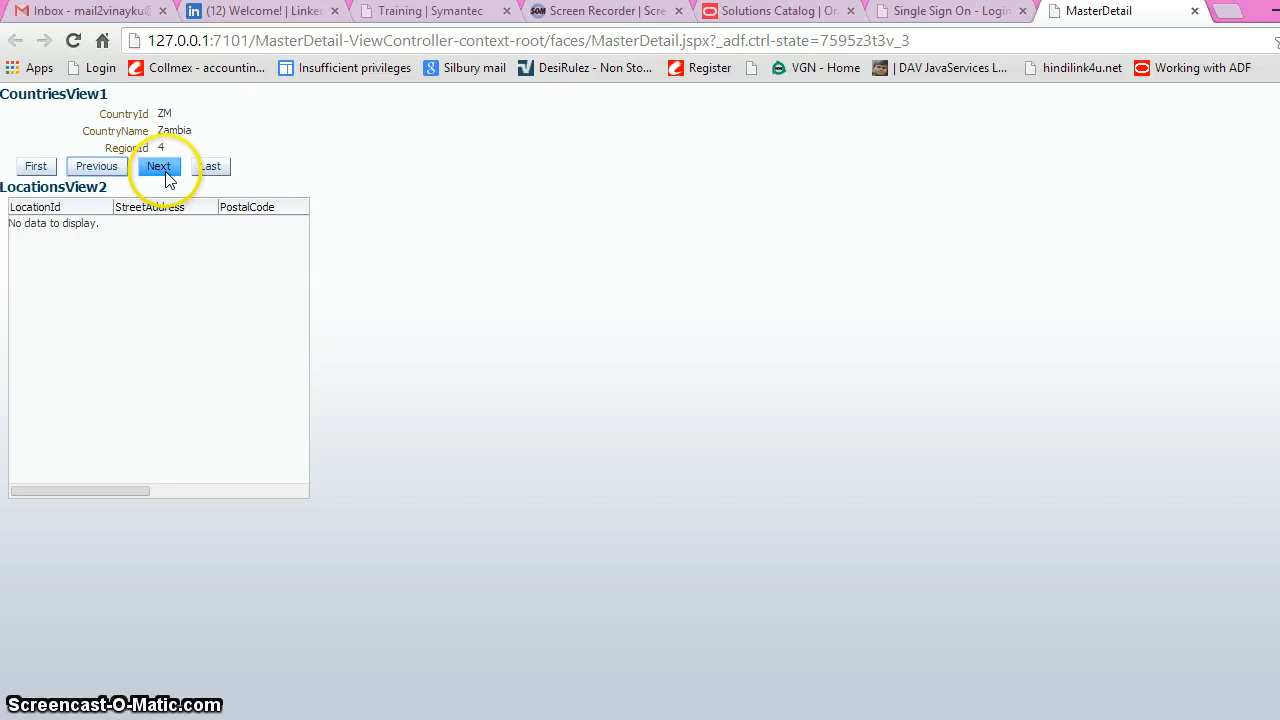 Inbox - mail2vinayku@
(12) Welcome! | Linke
Training | Symantec
Screen Recorder | Scre
Solutions Catalog | On
Single Sign On - Login
MasterDetail
127.0.0.1:7101/MasterDetail-ViewController-context-root/faces/MasterDetail.jspx?_adf.ctrl-state=7595z3t3v_3
Apps
Login
Collmex - accountin...
Insufficient privileges
Silbury mail
DesiRulez - Non Sto...
Register
VGN - Home
| DAV JavaServices L...
hindilink4u.net
Working with ADF
CountriesView1
CountryId ZM
CountryName Zambia
RegionId 4
First Previous Next Last
LocationsView2
LocationId StreetAddress PostalCode
No data to display.
Screencast-O-Matic.com